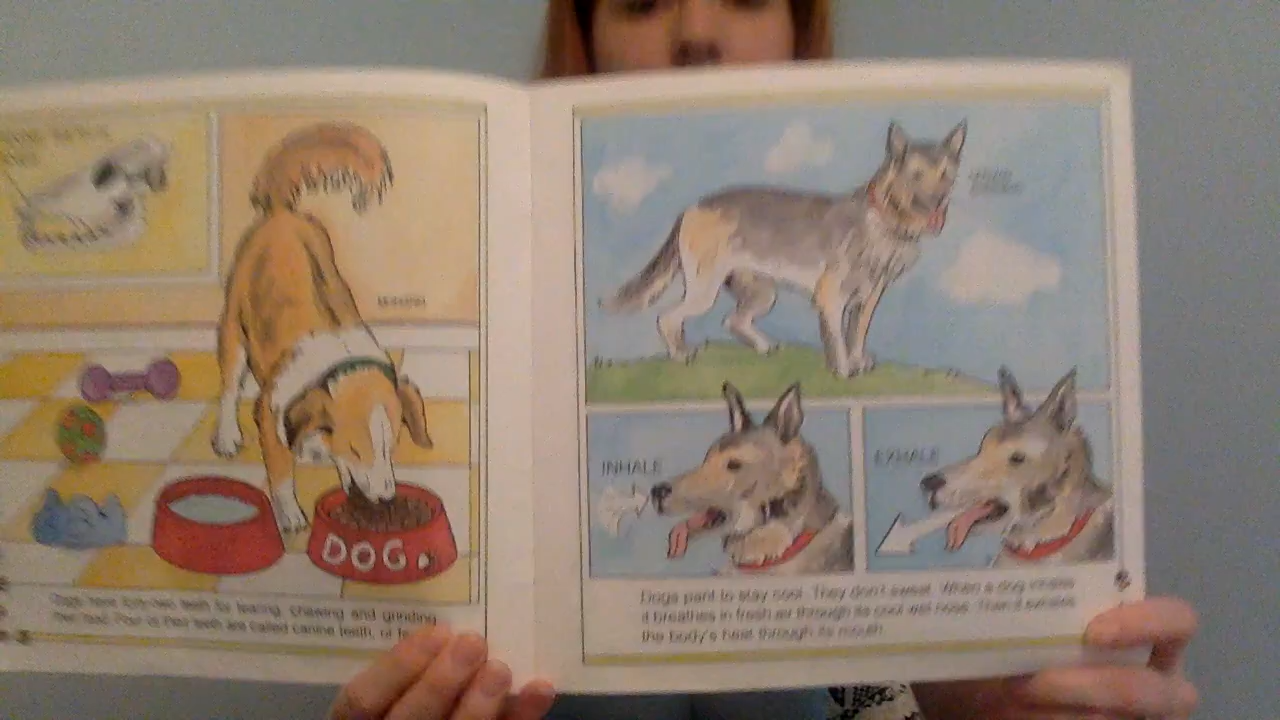 DOG
Dogs have forty-two teeth for tearing, chewing and grinding
their food. Four of their teeth are called canine teeth, or
INHALE
EXHALE
Dogs pant to stay cool. They don't sweat. When a dog inhales
it breathes in fresh air through its cool wet nose. Then it exhales
the body's heat through its mouth.